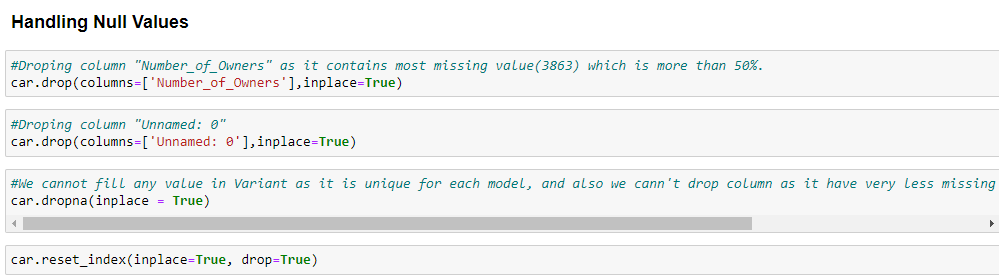 Handling Null Values
#Droping column "Number_of_Owners" as it contains most missing value(3863) which is more than 50%.
car.drop(columns=['Number_of_Owners'],inplace=True)
#Droping column "Unnamed: 0"
car.drop(columns=['Unnamed: 0'],inplace=True)
#We cannot fill any value in Variant as it is unique for each model, and also we cann't drop column as it have very less missing
car.dropna(inplace = True)
car.reset_index(inplace=True, drop=True)